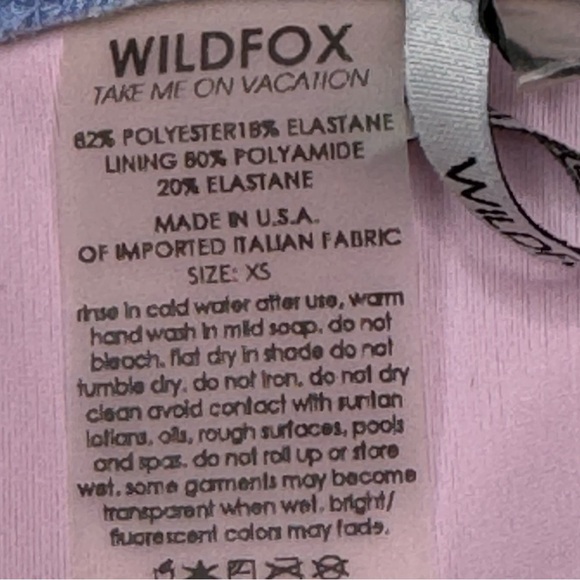 WILDFOX
TAKE ME ON VACATION
82% POLYESTER18% ELASTANE
LINING 80% POLYAMIDE
20% ELASTANE
MADE IN U.S.A.
OF IMPORTED ITALIAN FABRIC
SIZE: XS
rinse in cold water after use, warm
hand wash in mild soap. do not
bleach. flat dry in shade do not
tumble dry. do not iron. do not dry
clean avoid contact with suntan
lotions, oils, rough surfaces, pools
and spas. do not roll up or store
wet. some garments may become
transparent when wet. bright/
fluorescent colors may fade.
WILDF